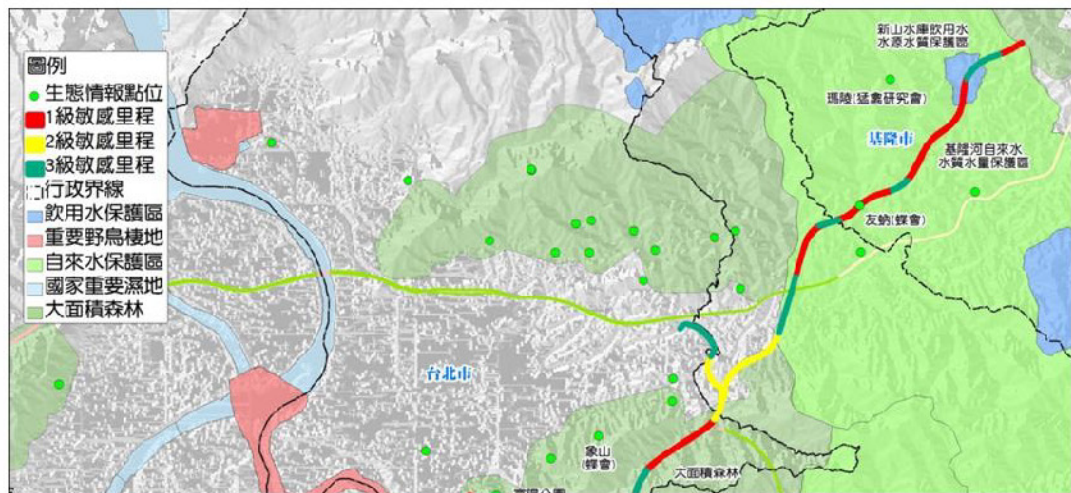 圖例
生態情報點位
1級敏感里程
2級敏感里程
3級敏感里程
行政界線
飲用水保護區
重要野鳥棲地
自來水保護區
國家重要濕地
大面積森林
新山水庫飲用水
水源水質保護區
瑪陵(猛禽研究會)
基隆市
基隆河自來水
水質水量保護區
友蚋(蝶會)
台北市
象山
(蝶會)
大面積森林